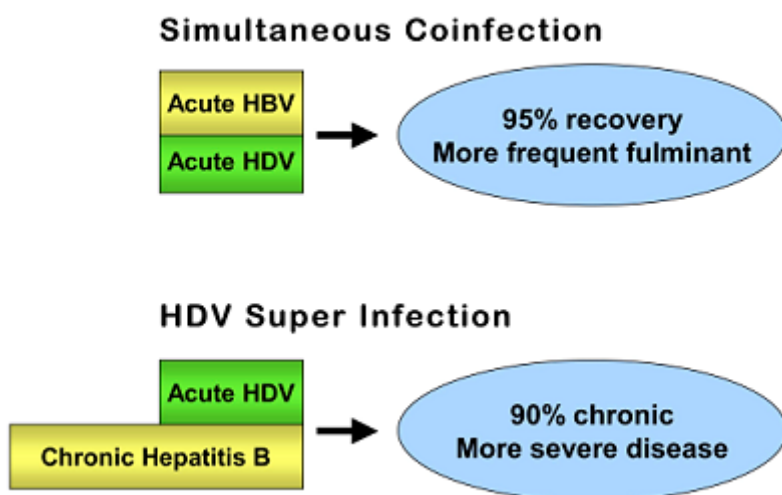 Simultaneous Coinfection
Acute HBV
Acute HDV
95% recovery
More frequent fulminant
HDV Super Infection
Acute HDV
Chronic Hepatitis B
90% chronic
More severe disease